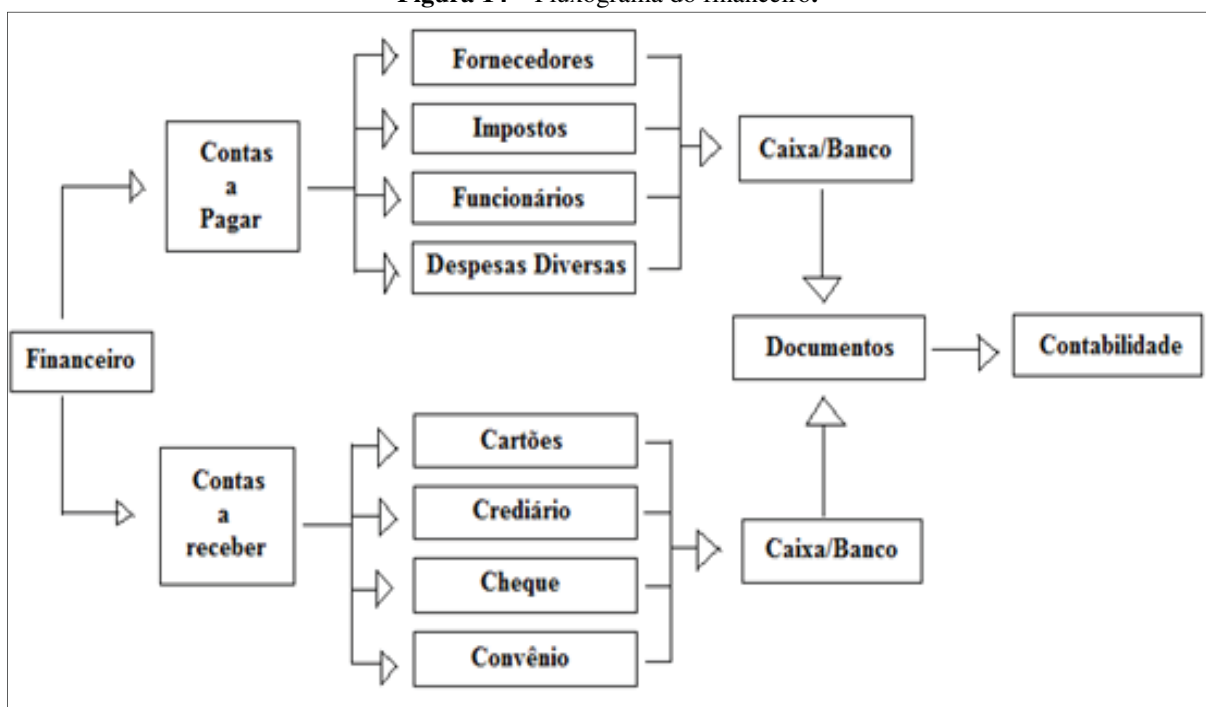 Figura
Fluxograma do financeiro.
Financeiro
Contas
a
Pagar
Fornecedores
Impostos
Funcionários
Despesas Diversas
Caixa/Banco
Contas
a
receber
Cartões
Crediário
Cheque
Convênio
Caixa/Banco
Documentos
Contabilidade